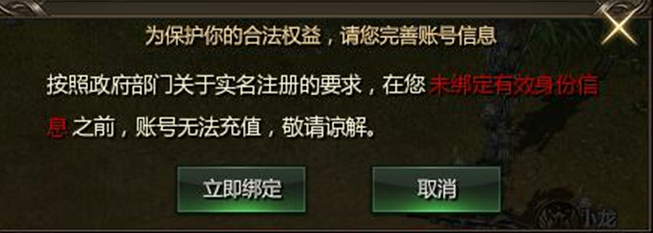 为保护你的合法权益，请您完善账号信息
按照政府部门关于实名注册的要求，在您 未绑定有效身份信
息 之前，账号无法充值，敬请谅解。
立即绑定 取消
小龙